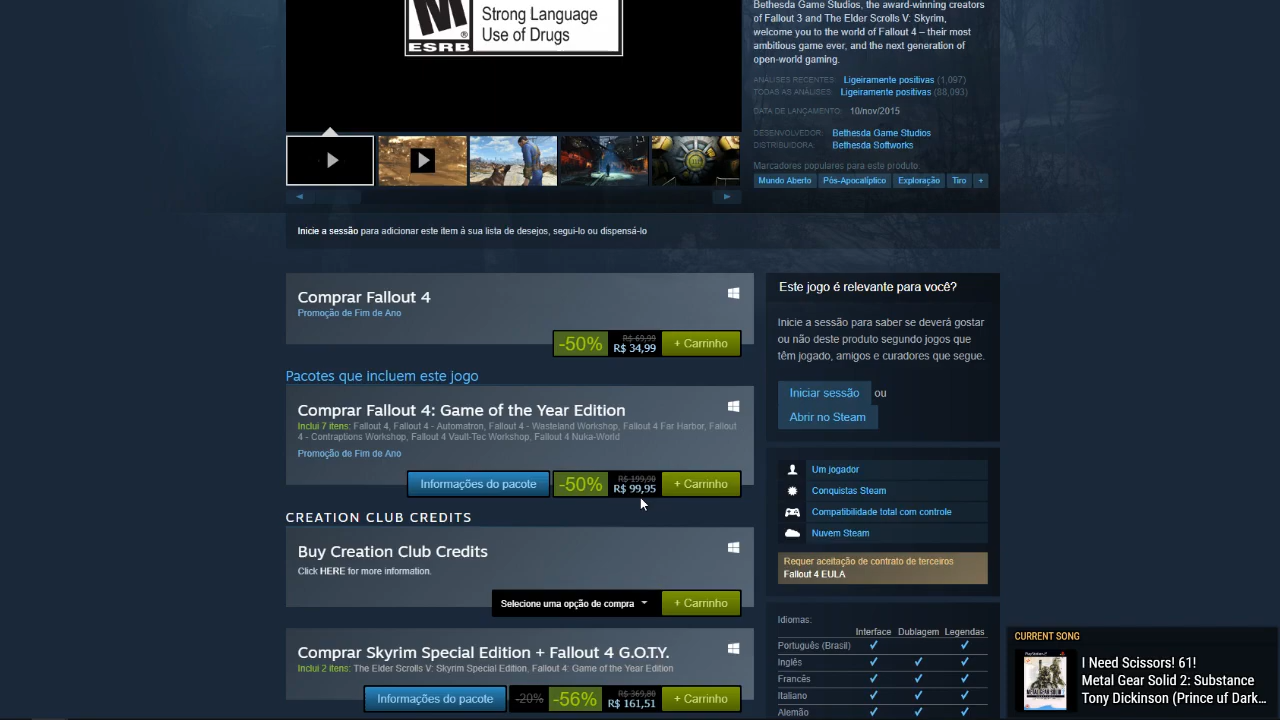 Strong Language
Use of Drugs
M
ESRB
Bethesda Game Studios, the award-winning creators
of Fallout 3 and The Elder Scrolls V: Skyrim,
welcome you to the world of Fallout 4 – their most
ambitious game ever, and the next generation of
open-world gaming.
ANÁLISES RECENTES: Ligeiramente positivas (1,097)
TODAS AS ANÁLISES: Ligeiramente positivas (88,093)
DATA DE LANÇAMENTO: 10/nov/2015
DESENVOLVEDOR: Bethesda Game Studios
DISTRIBUIDORA: Bethesda Softworks
Marcadores populares para este produto:
Mundo Aberto Pós-Apocalíptico Exploração Tiro +
Inicie a sessão para adicionar este item à sua lista de desejos, segui-lo ou dispensá-lo
Comprar Fallout 4
Promoção de Fim de Ano
-50% R$ 69,99 R$ 34,99 + Carrinho
Pacotes que incluem este jogo
Comprar Fallout 4: Game of the Year Edition
Inclui 7 itens: Fallout 4, Fallout 4 - Automatron, Fallout 4 - Wasteland Workshop, Fallout 4 Far Harbor, Fallout
4 - Contraptions Workshop, Fallout 4 Vault-Tec Workshop, Fallout 4 Nuka-World
Promoção de Fim de Ano
Informações do pacote -50% R$ 199,90 R$ 99,95 + Carrinho
CREATION CLUB CREDITS
Buy Creation Club Credits
Click HERE for more information.
Selecione uma opção de compra + Carrinho
Comprar Skyrim Special Edition + Fallout 4 G.O.T.Y.
Inclui 2 itens: The Elder Scrolls V: Skyrim Special Edition, Fallout 4: Game of the Year Edition
Informações do pacote -20% -56% R$ 369,80 R$ 161,51 + Carrinho
Este jogo é relevante para você?
Inicie a sessão para saber se deverá gostar
ou não deste produto segundo jogos que
têm jogado, amigos e curadores que segue.
Iniciar sessão ou
Abrir no Steam
Um jogador
Conquistas Steam
Compatibilidade total com controle
Nuvem Steam
Requer aceitação de contrato de terceiros
Fallout 4 EULA
Idiomas:
Interface Dublagem Legendas
Português (Brasil) ✓ ✓
Inglês ✓ ✓ ✓
Francês ✓ ✓ ✓
Italiano ✓ ✓ ✓
Alemão ✓ ✓ ✓
CURRENT SONG
I Need Scissors! 61!
Metal Gear Solid 2: Substance
Tony Dickinson (Prince uf Dark...